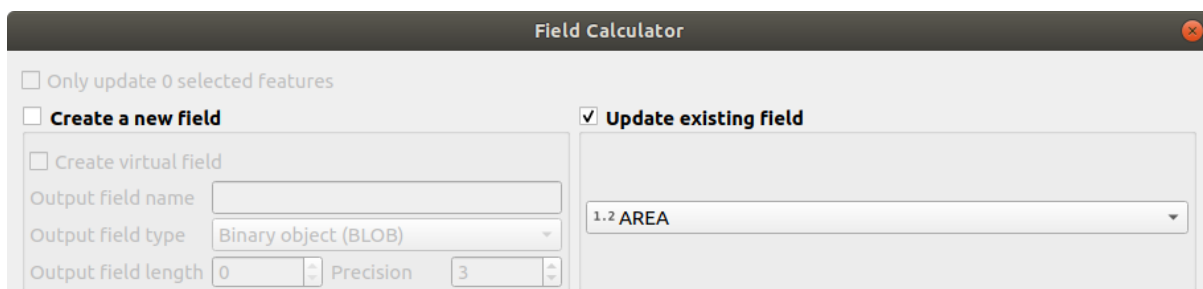 Field Calculator
Only update 0 selected features
Create a new field
Update existing field
Create virtual field
Output field name
1.2 AREA
Output field type Binary object (BLOB)
Output field length 0 Precision 3